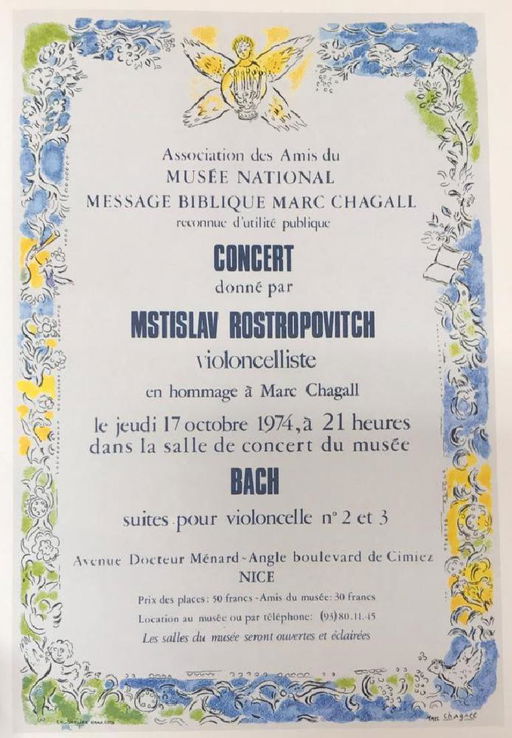 Association des Amis du
MUSÉE NATIONAL
MESSAGE BIBLIQUE MARC CHAGALL
reconnue d'utilité publique
CONCERT
donné par
MSTISLAV ROSTROPOVITCH
violoncelliste
en hommage à Marc Chagall
le jeudi 17 octobre 1974, à 21 heures
dans la salle de concert du musée
BACH
suites pour violoncelle n° 2 et 3
Avenue Docteur Ménard - Angle boulevard de Cimiez
NICE
Prix des places: 50 francs - Amis du musée: 30 francs
Location au musée ou par téléphone: (93) 80.11.45
Les salles du musée seront ouvertes et éclairées
Marc Chagall